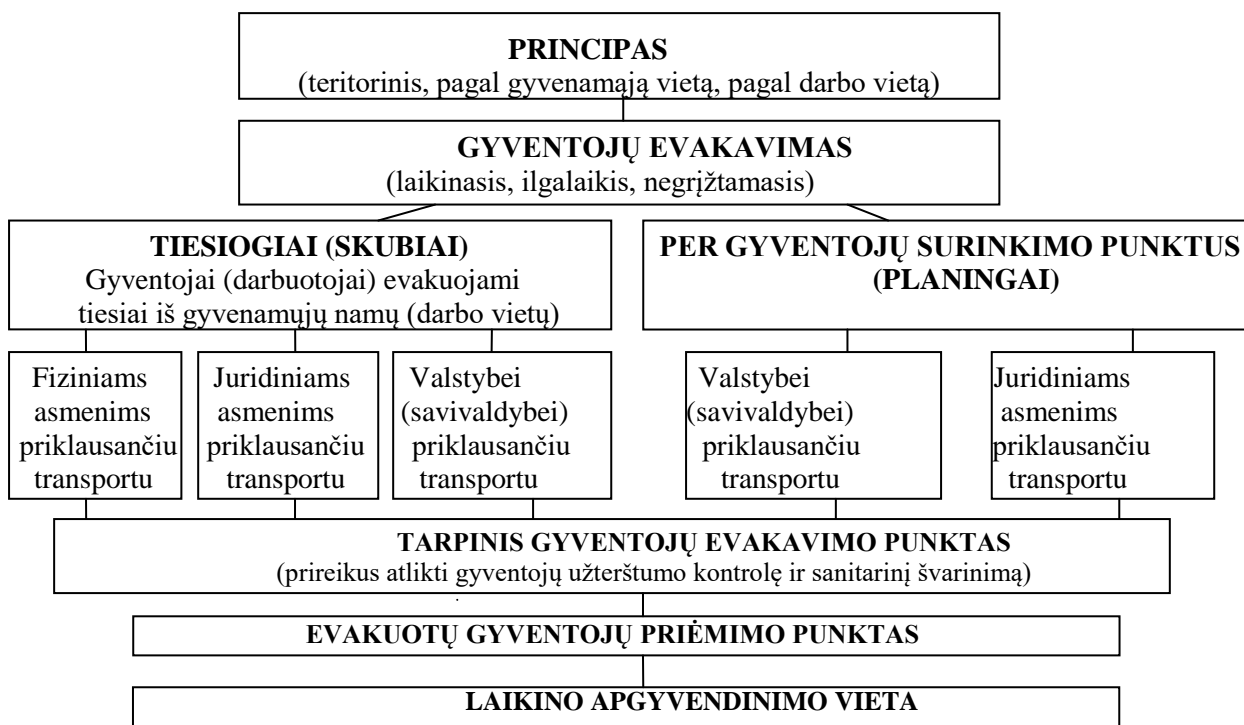 PRINCIPAS
(teritorinis, pagal gyvenamąją vietą, pagal darbo vietą)
GYVENTOJŲ EVAKAVIMAS
(laikinasis, ilgalaikis, negrįžtamasis)
TIESIOGIAI (SKUBIAI)
Gyventojai (darbuotojai) evakuojami
tiesiai iš gyvenamųjų namų (darbo vietų)
PER GYVENTOJŲ SURINKIMO PUNKTUS
(PLANINGAI)
Fiziniams
asmenims
priklausančiu
transportu
Juridiniams
asmenims
priklausančiu
transportu
Valstybei
(savivaldybei)
priklausančiu
transportu
Valstybei
(savivaldybei)
priklausančiu
transportu
Juridiniams
asmenims
priklausančiu
transportu
TARPINIS GYVENTOJŲ EVAKAVIMO PUNKTAS
(prireikus atlikti gyventojų užterštumo kontrolę ir sanitarinį švarinimą)
EVAKUOTŲ GYVENTOJŲ PRIĖMIMO PUNKTAS
LAIKINO APGYVENDINIMO VIETA